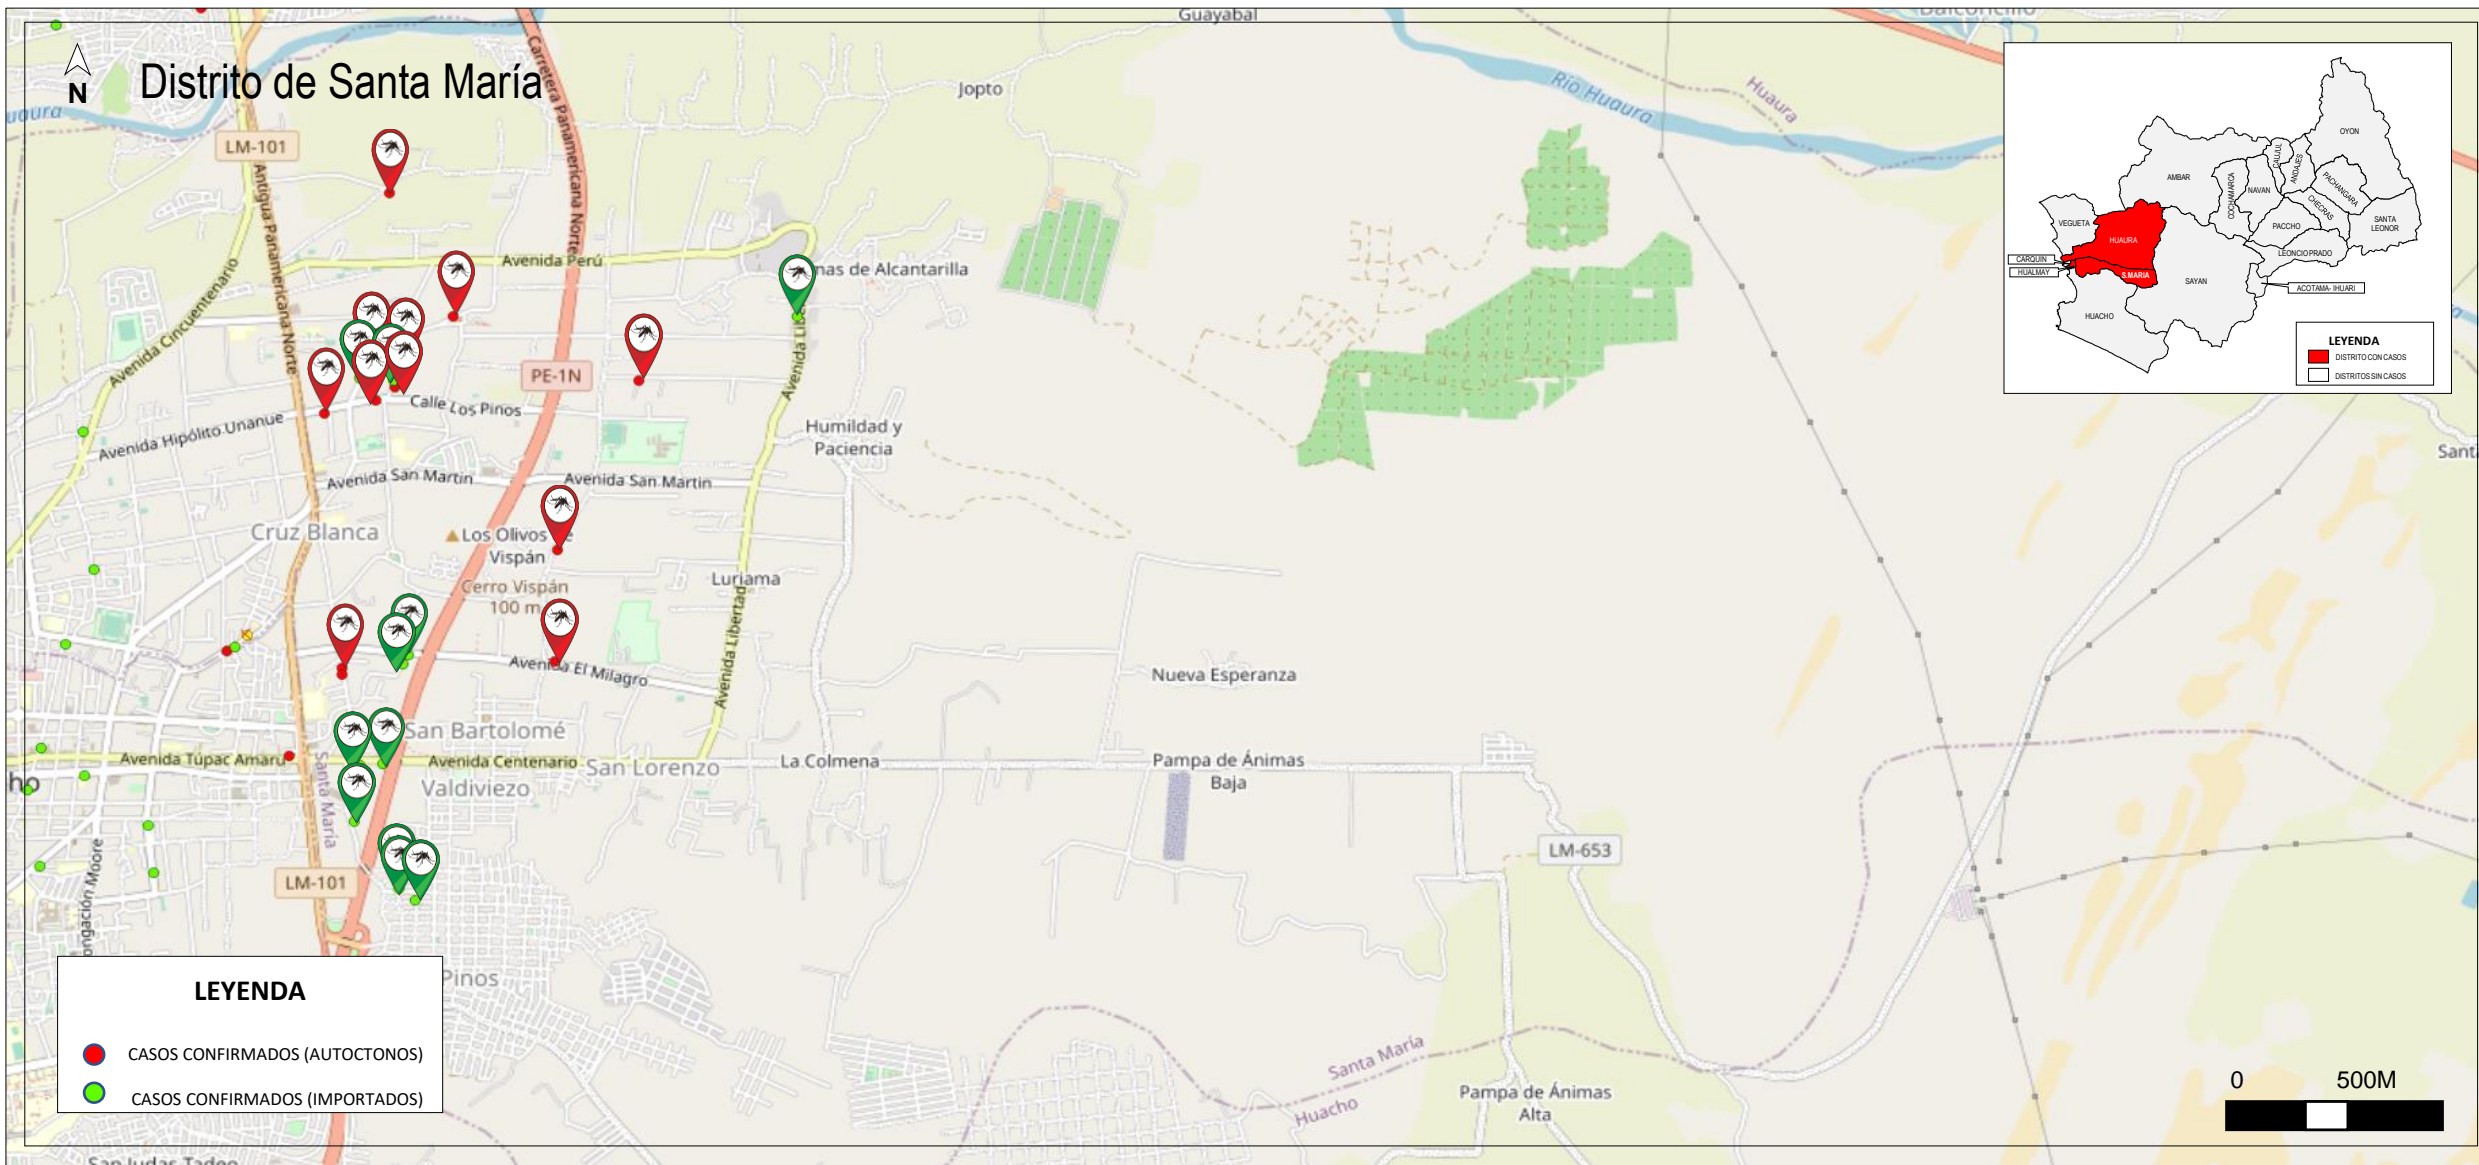 Guayabal
Distrito de Santa María
N
Carretera Panamericana Norte
Jopto
Río Huaura
Huaura
LM-101
Antigua Panamericana Norte
Avenida Perú
Avenida Cincuentenario
PE-1N
Calle Los Pinos
Avenida Hipólito Unanue
Humildad y
Paciencia
Avenida San Martin
Avenida San Martin
Cruz Blanca
Los Olivos
Vispán
Cerro Vispán
100 m
Luriama
Avenida Libertad
Avenida El Milagro
Nueva Esperanza
San Bartolomé
Avenida Túpac Amaru
Avenida Centenario
San Lorenzo
La Colmena
Pampa de Ánimas
Baja
Valdiviezo
Santa María
LM-653
LM-101
Pinos
Santa María
Huacho
Pampa de Ánimas
Alta
LEYENDA
CASOS CONFIRMADOS (AUTOCTONOS)
CASOS CONFIRMADOS (IMPORTADOS)
OYON
CAUJUL
ANDAJES
AMBAR
COCHAMARCA
NAVAN
PACHANGARA
CHECRAS
SANTA
LEONOR
VEGUETA
HUAURA
PACCHO
LEONCIO PRADO
CARQUIN
HUALMAY
S.MARIA
SAYAN
ACOTAMA- IHUARI
HUACHO
LEYENDA
DISTRITO CON CASOS
DISTRITOS SIN CASOS
0 500M